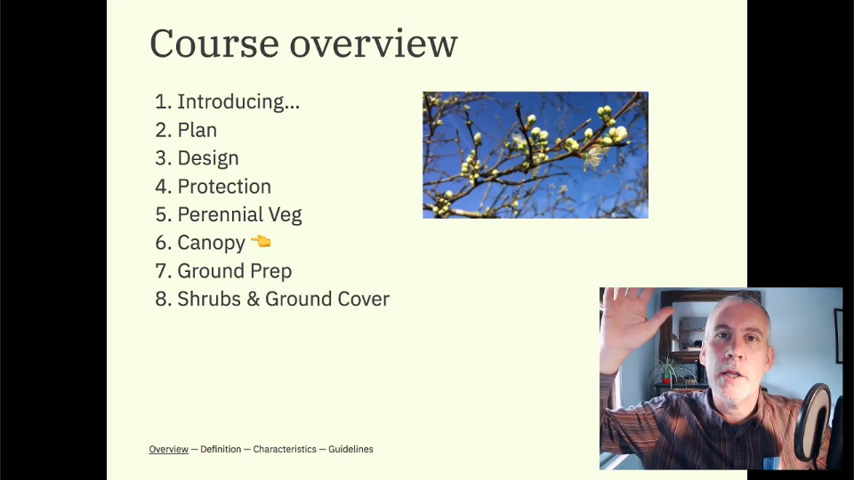 Course overview
1. Introducing...
2. Plan
3. Design
4. Protection
5. Perennial Veg
6. Canopy 👈
7. Ground Prep
8. Shrubs & Ground Cover
Overview — Definition — Characteristics — Guidelines